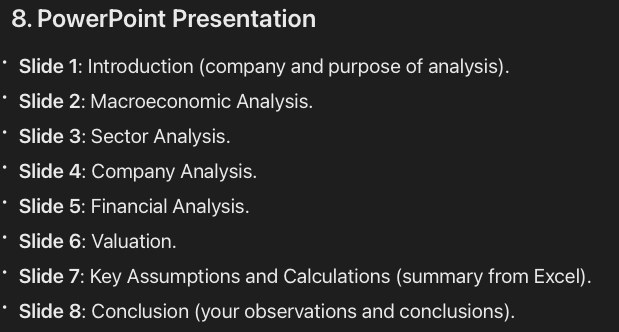 8. PowerPoint Presentation
• Slide 1: Introduction (company and purpose of analysis).
• Slide 2: Macroeconomic Analysis.
• Slide 3: Sector Analysis.
• Slide 4: Company Analysis.
• Slide 5: Financial Analysis.
• Slide 6: Valuation.
• Slide 7: Key Assumptions and Calculations (summary from Excel).
• Slide 8: Conclusion (your observations and conclusions).